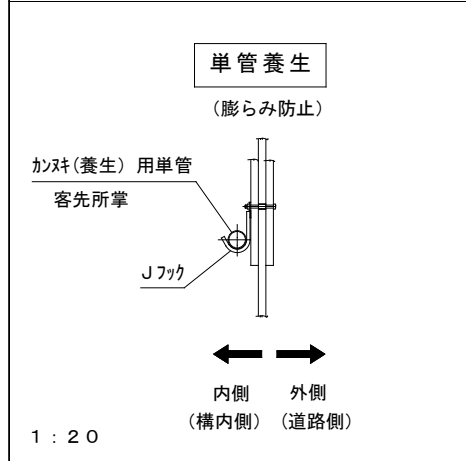 単管養生
(膨らみ防止)
ｶﾝﾇｷ(養生) 用単管
客先所掌
Ｊﾌｯｸ
内側 外側
(構内側) (道路側)
１：２０